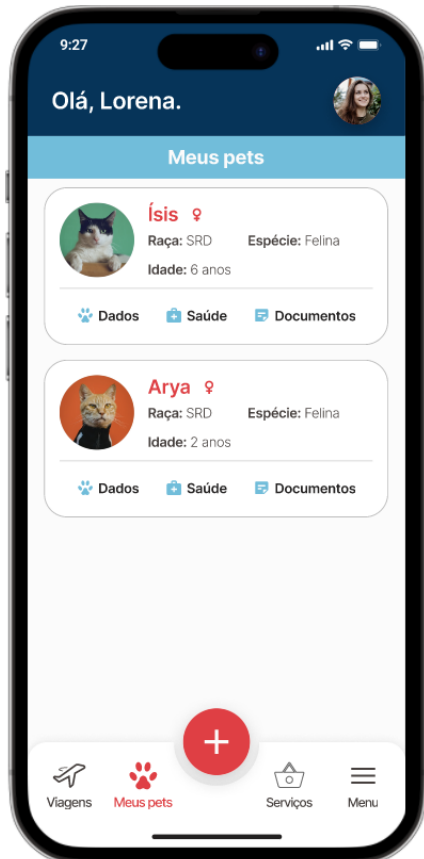 9:27
Olá, Lorena.
Meus pets
Ísis ♀
Raça: SRD Espécie: Felina
Idade: 6 anos
Dados Saúde Documentos
Arya ♀
Raça: SRD Espécie: Felina
Idade: 2 anos
Dados Saúde Documentos
+
Viagens Meus pets Serviços Menu